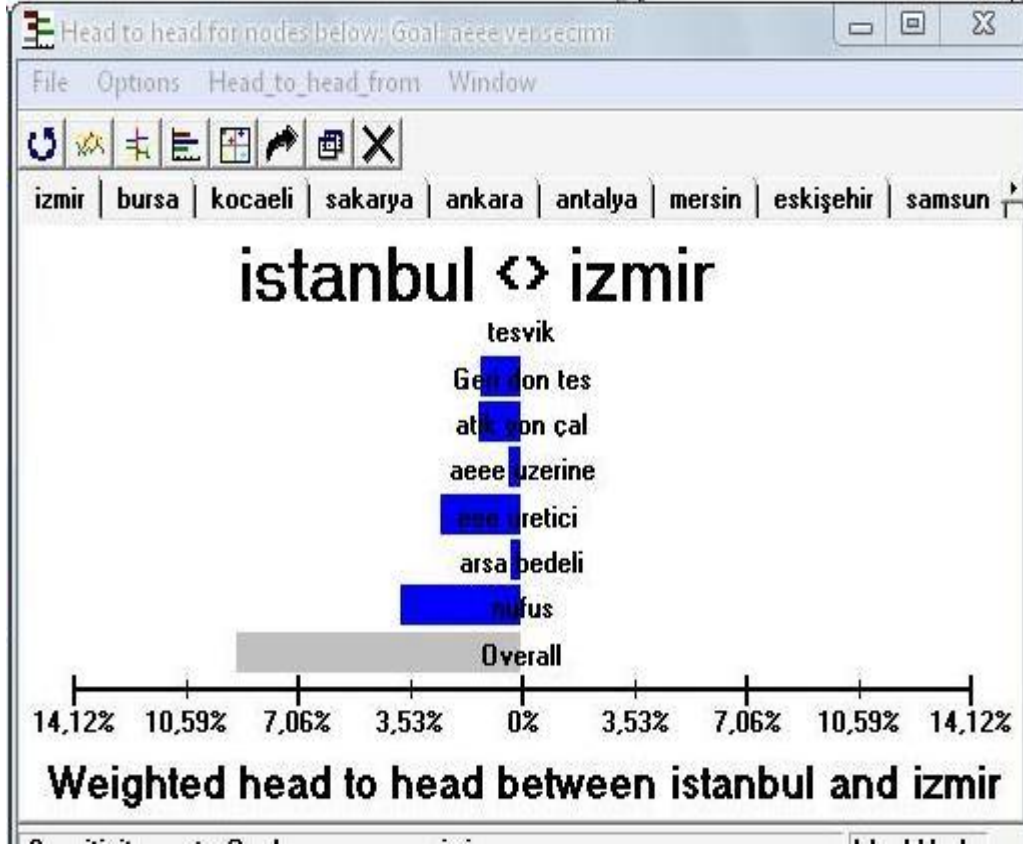 Head to head for nodes below: Goal: aeee yer secimi
File Options Head_to_head_from Window
izmir bursa kocaeli sakarya ankara antalya mersin eskişehir samsun
istanbul <> izmir
tesvik
Geri don tes
atik yon çal
aeee uzerine
aee uretici
arsa bedeli
nufus
Overall
14,12% 10,59% 7,06% 3,53% 0% 3,53% 7,06% 10,59% 14,12%
Weighted head to head between istanbul and izmir